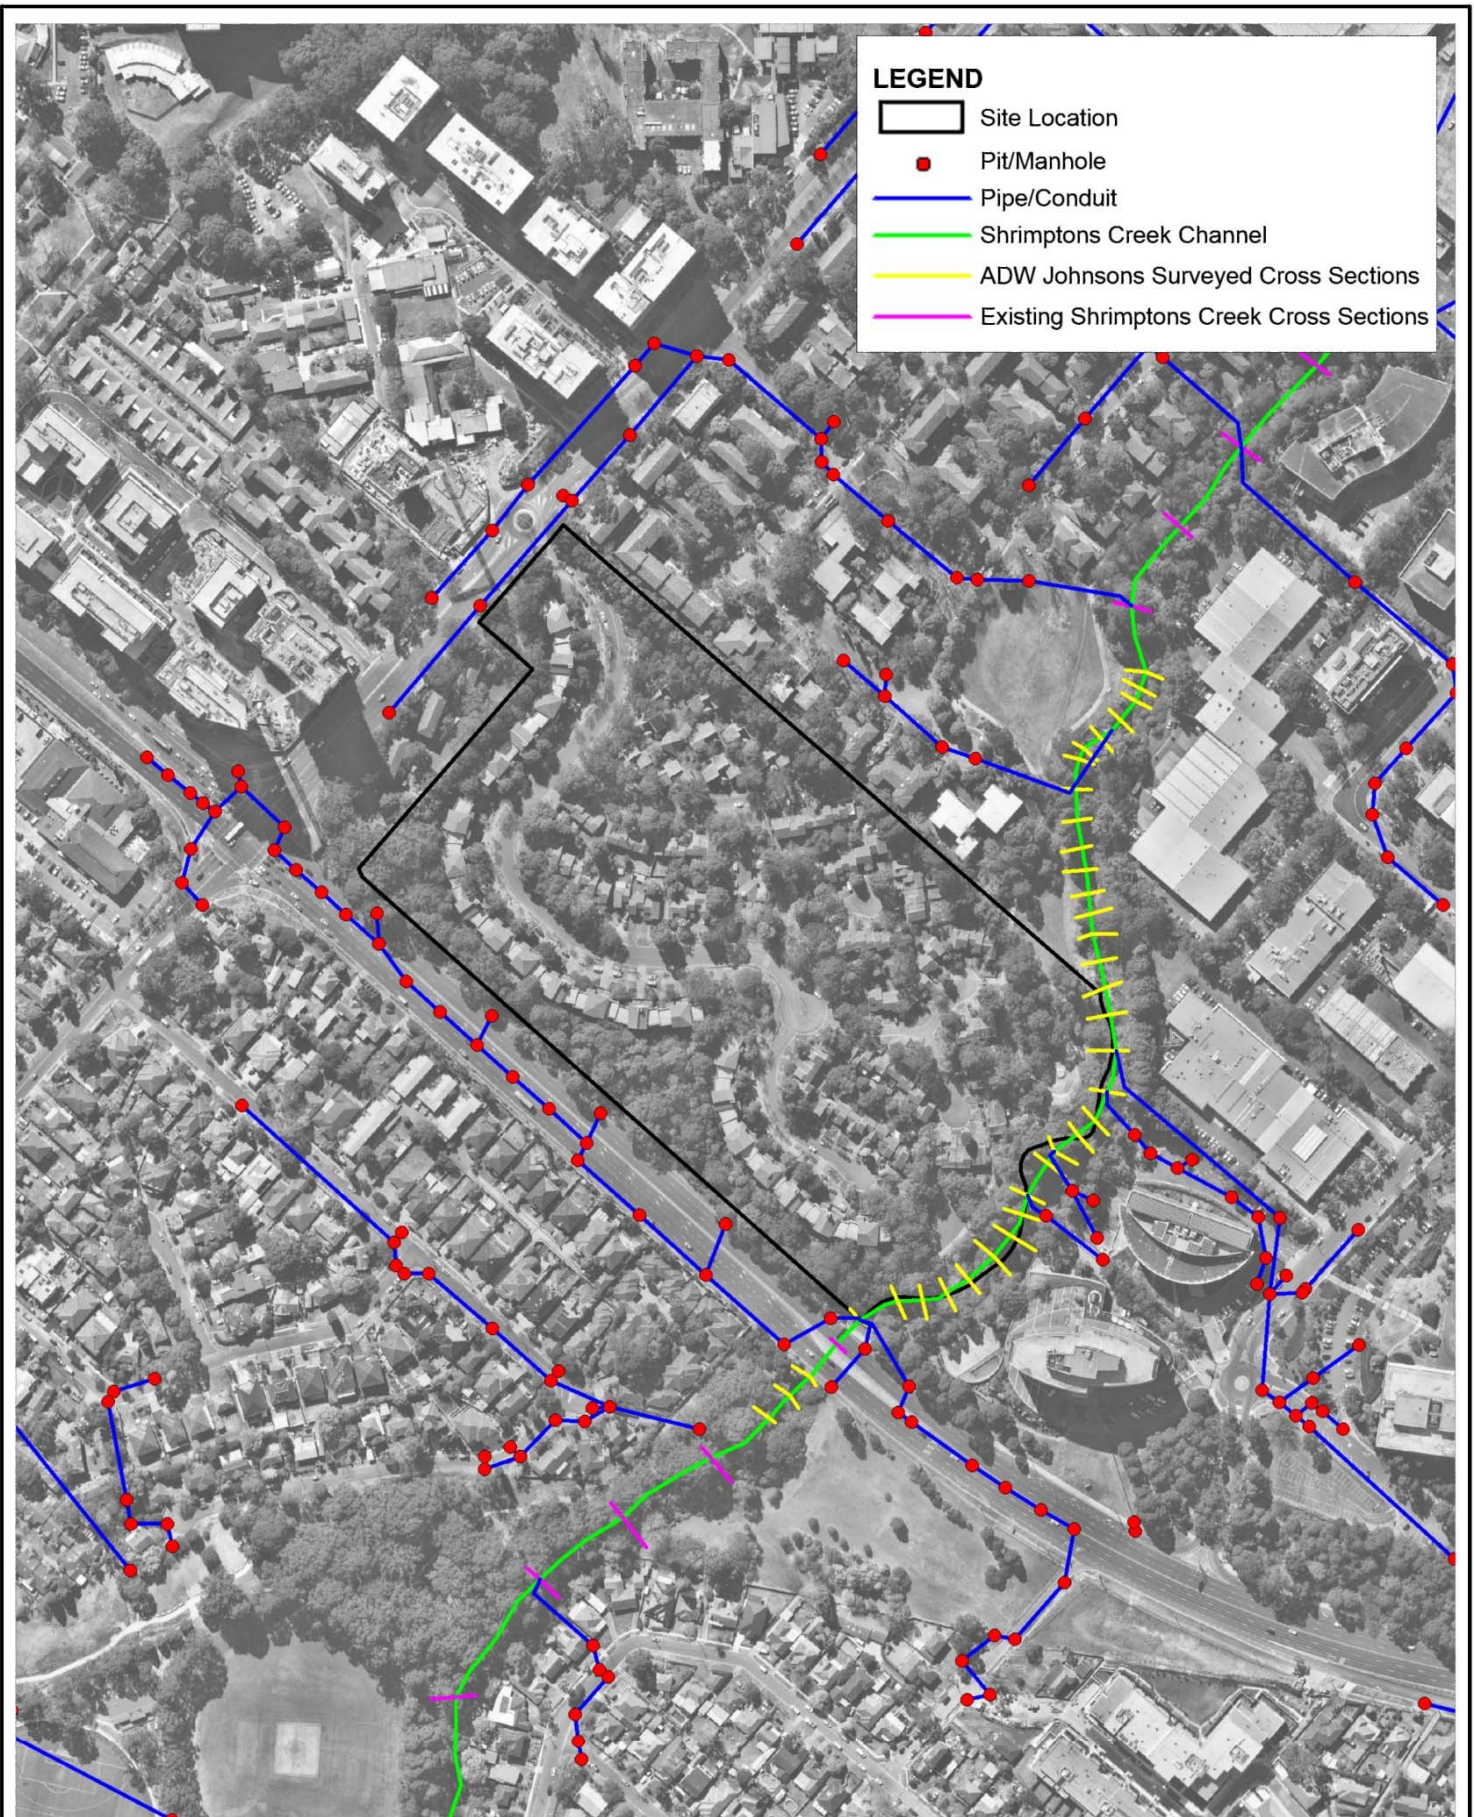 LEGEND
Site Location
Pit/Manhole
Pipe/Conduit
Shrimptons Creek Channel
ADW Johnsons Surveyed Cross Sections
Existing Shrimptons Creek Cross Sections